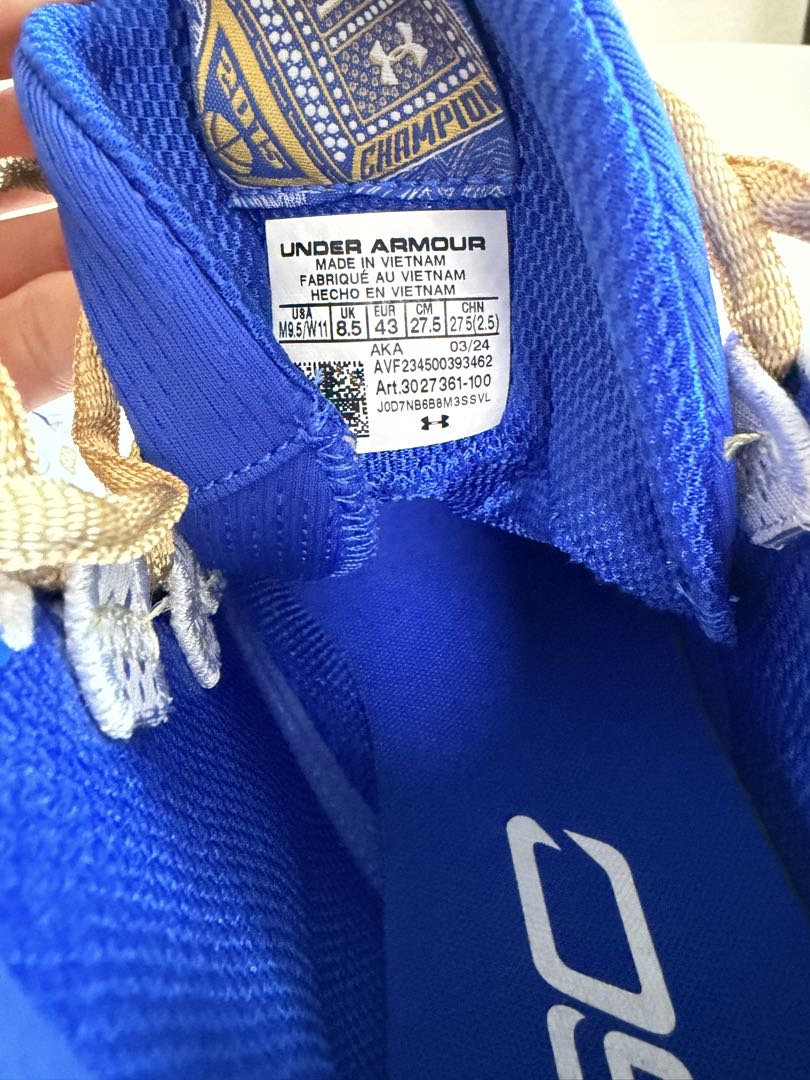 2015
CHAMPION
UNDER ARMOUR
MADE IN VIETNAM
FABRIQUÉ AU VIETNAM
HECHO EN VIETNAM
USA UK EUR CM CHN
M9.5/W11 8.5 43 27.5 275(2.5)
AKA 03/24
AVF234500393462
Art.3027361-100
J0D7NB6B8M3SSVL